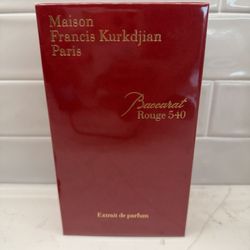 Maison
Francis Kurkdjian
Paris
Baccarat
Rouge 540
Extrait de parfum